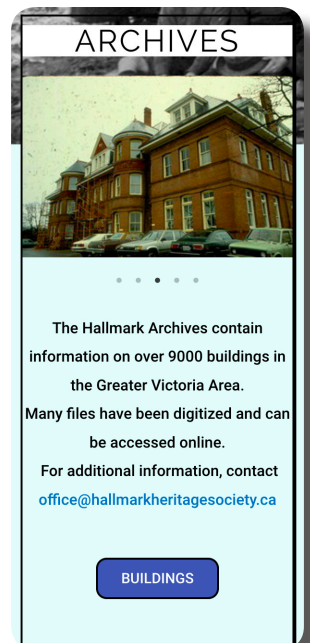 ARCHIVES
The Hallmark Archives contain
information on over 9000 buildings in
the Greater Victoria Area.
Many files have been digitized and can
be accessed online.
For additional information, contact
office@hallmarkheritagesociety.ca
BUILDINGS